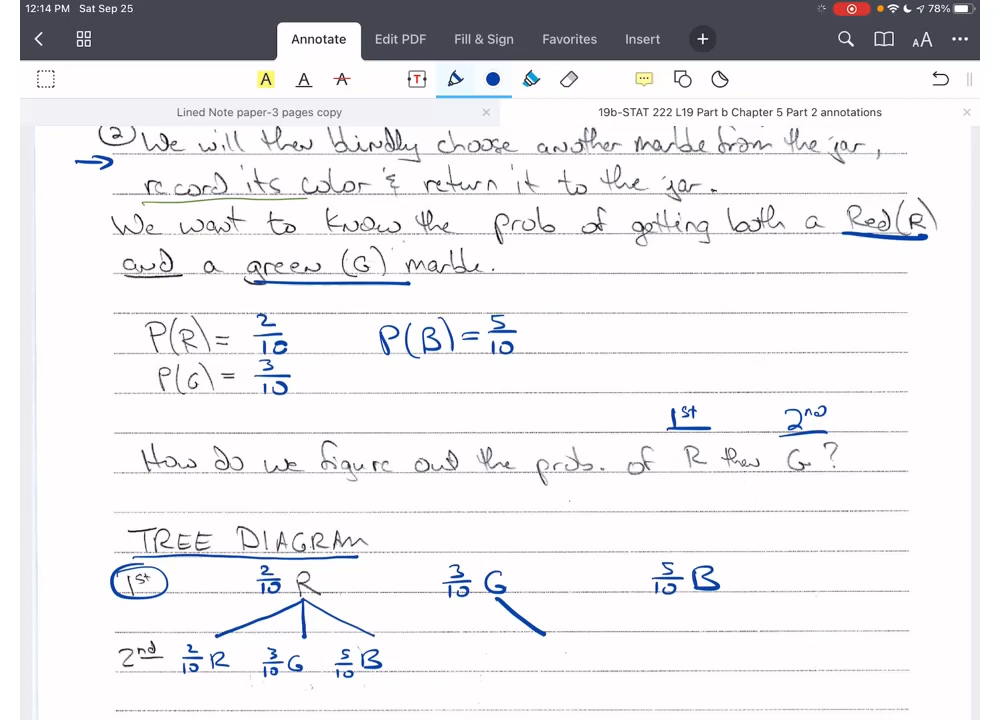 12:14 PM Sat Sep 25
78%
Annotate Edit PDF Fill & Sign Favorites Insert
A A A T
Lined Note paper-3 pages copy
19b-STAT 222 L19 Part b Chapter 5 Part 2 annotations
(2) We will then blindly choose another marble from the jar,
record its color & return it to the jar.
We want to know the prob of getting both a Red (R)
and a green (G) marble.
P(R) = 2/10 P(B) = 5/10
P(G) = 3/10
1st 2nd
How do we figure out the prob. of R then G?
TREE DIAGRAM
1st 2/10 R 3/10 G 5/10 B
2nd 2/10 R 3/10 G 5/10 B